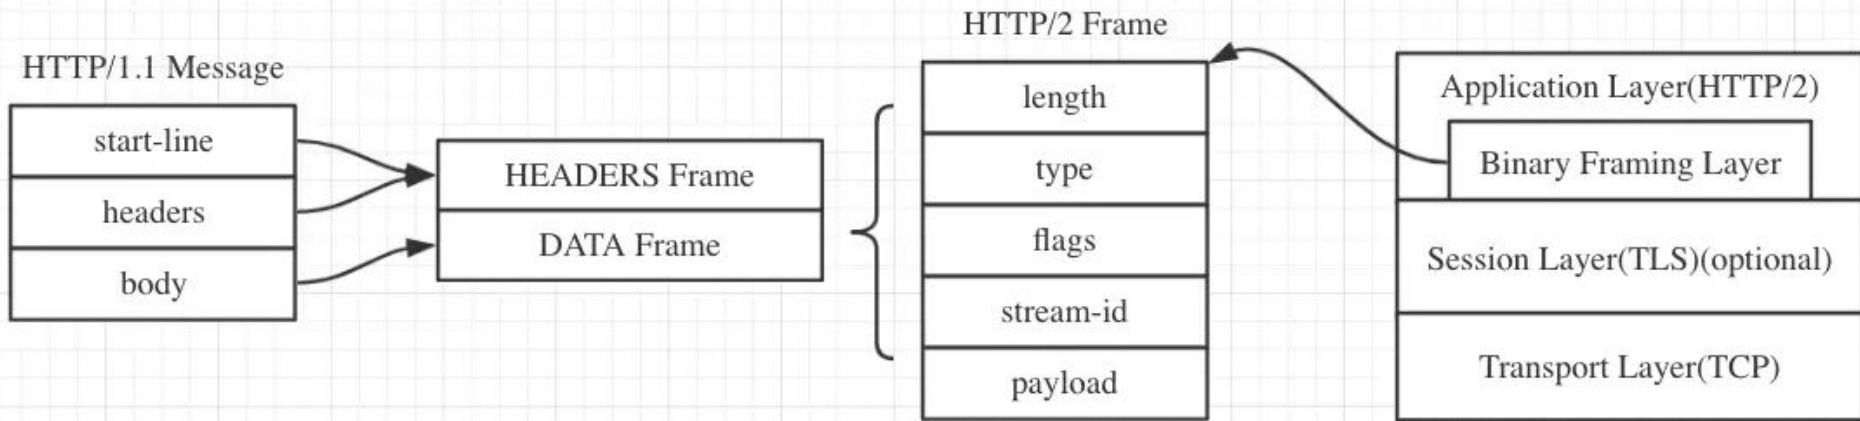 HTTP/1.1 Message
start-line
headers
body
HEADERS Frame
DATA Frame
HTTP/2 Frame
length
type
flags
stream-id
payload
Application Layer(HTTP/2)
Binary Framing Layer
Session Layer(TLS)(optional)
Transport Layer(TCP)